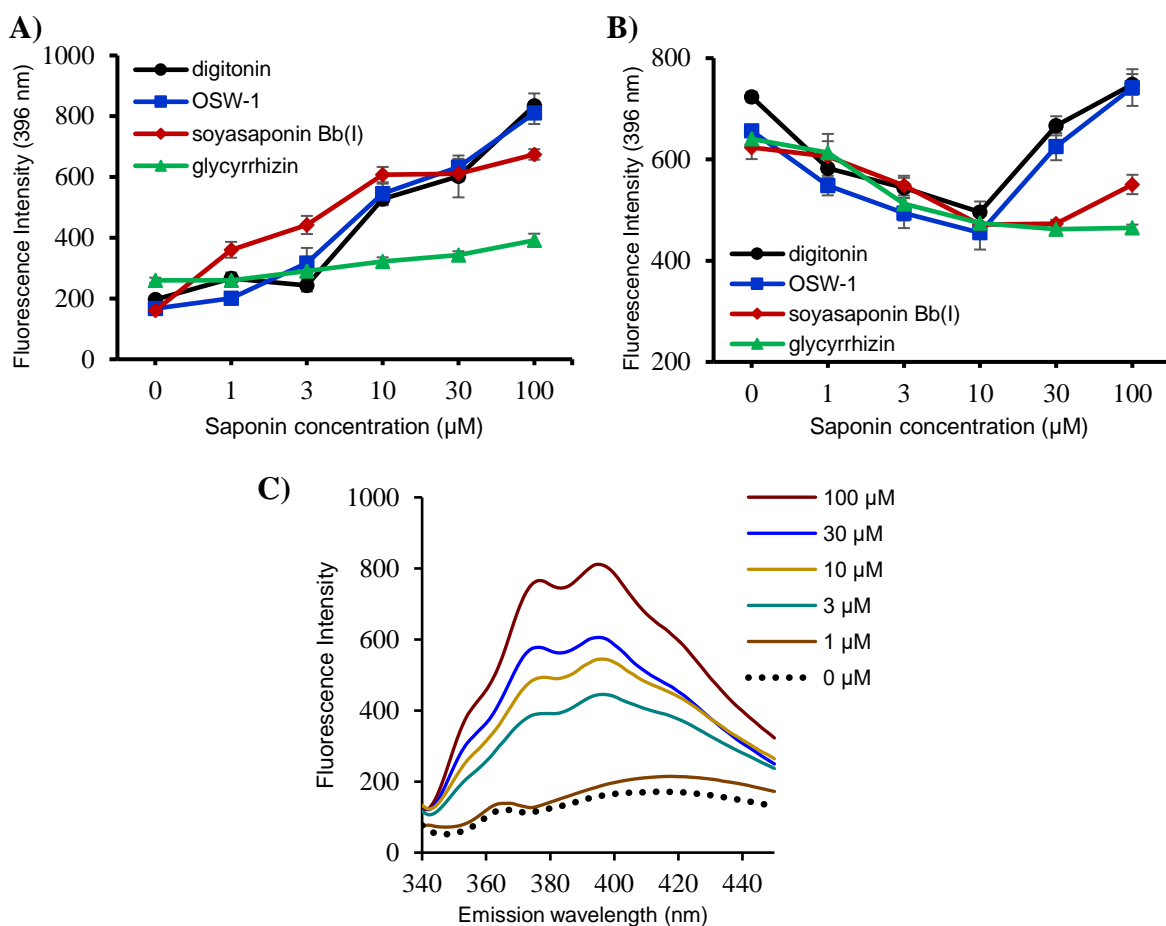 A)
Fluorescence Intensity (396 nm)
1000
800
600
400
200
0
digitonin
OSW-1
soyasaponin Bb(I)
glycyrrhizin
0 1 3 10 30 100
Saponin concentration (µM)
B)
Fluorescence Intensity (396 nm)
800
600
400
200
digitonin
OSW-1
soyasaponin Bb(I)
glycyrrhizin
0 1 3 10 30 100
Saponin concentration (µM)
C)
Fluorescence Intensity
1000
800
600
400
200
0
340 360 380 400 420 440
Emission wavelength (nm)
100 µM
30 µM
10 µM
3 µM
1 µM
0 µM